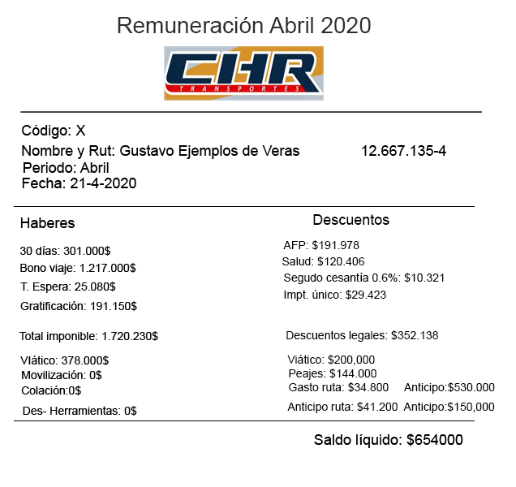 Remuneración Abril 2020
CHR
TRANSPORTES
Código: X
Nombre y Rut: Gustavo Ejemplos de Veras 12.667.135-4
Periodo: Abril
Fecha: 21-4-2020
Haberes
30 días: 301.000$
Bono viaje: 1.217.000$
T. Espera: 25.080$
Gratificación: 191.150$
Total imponible: 1.720.230$
VIático: 378.000$
Movilización: 0$
Colación:0$
Des- Herramientas: 0$
Descuentos
AFP: $191.978
Salud: $120.406
Segudo cesantía 0.6%: $10.321
Impt. único: $29.423
Descuentos legales: $352.138
Viático: $200,000
Peajes: $144.000
Gasto ruta: $34.800 Anticipo:$530.000
Anticipo ruta: $41.200 Anticipo:$150,000
Saldo líquido: $654000